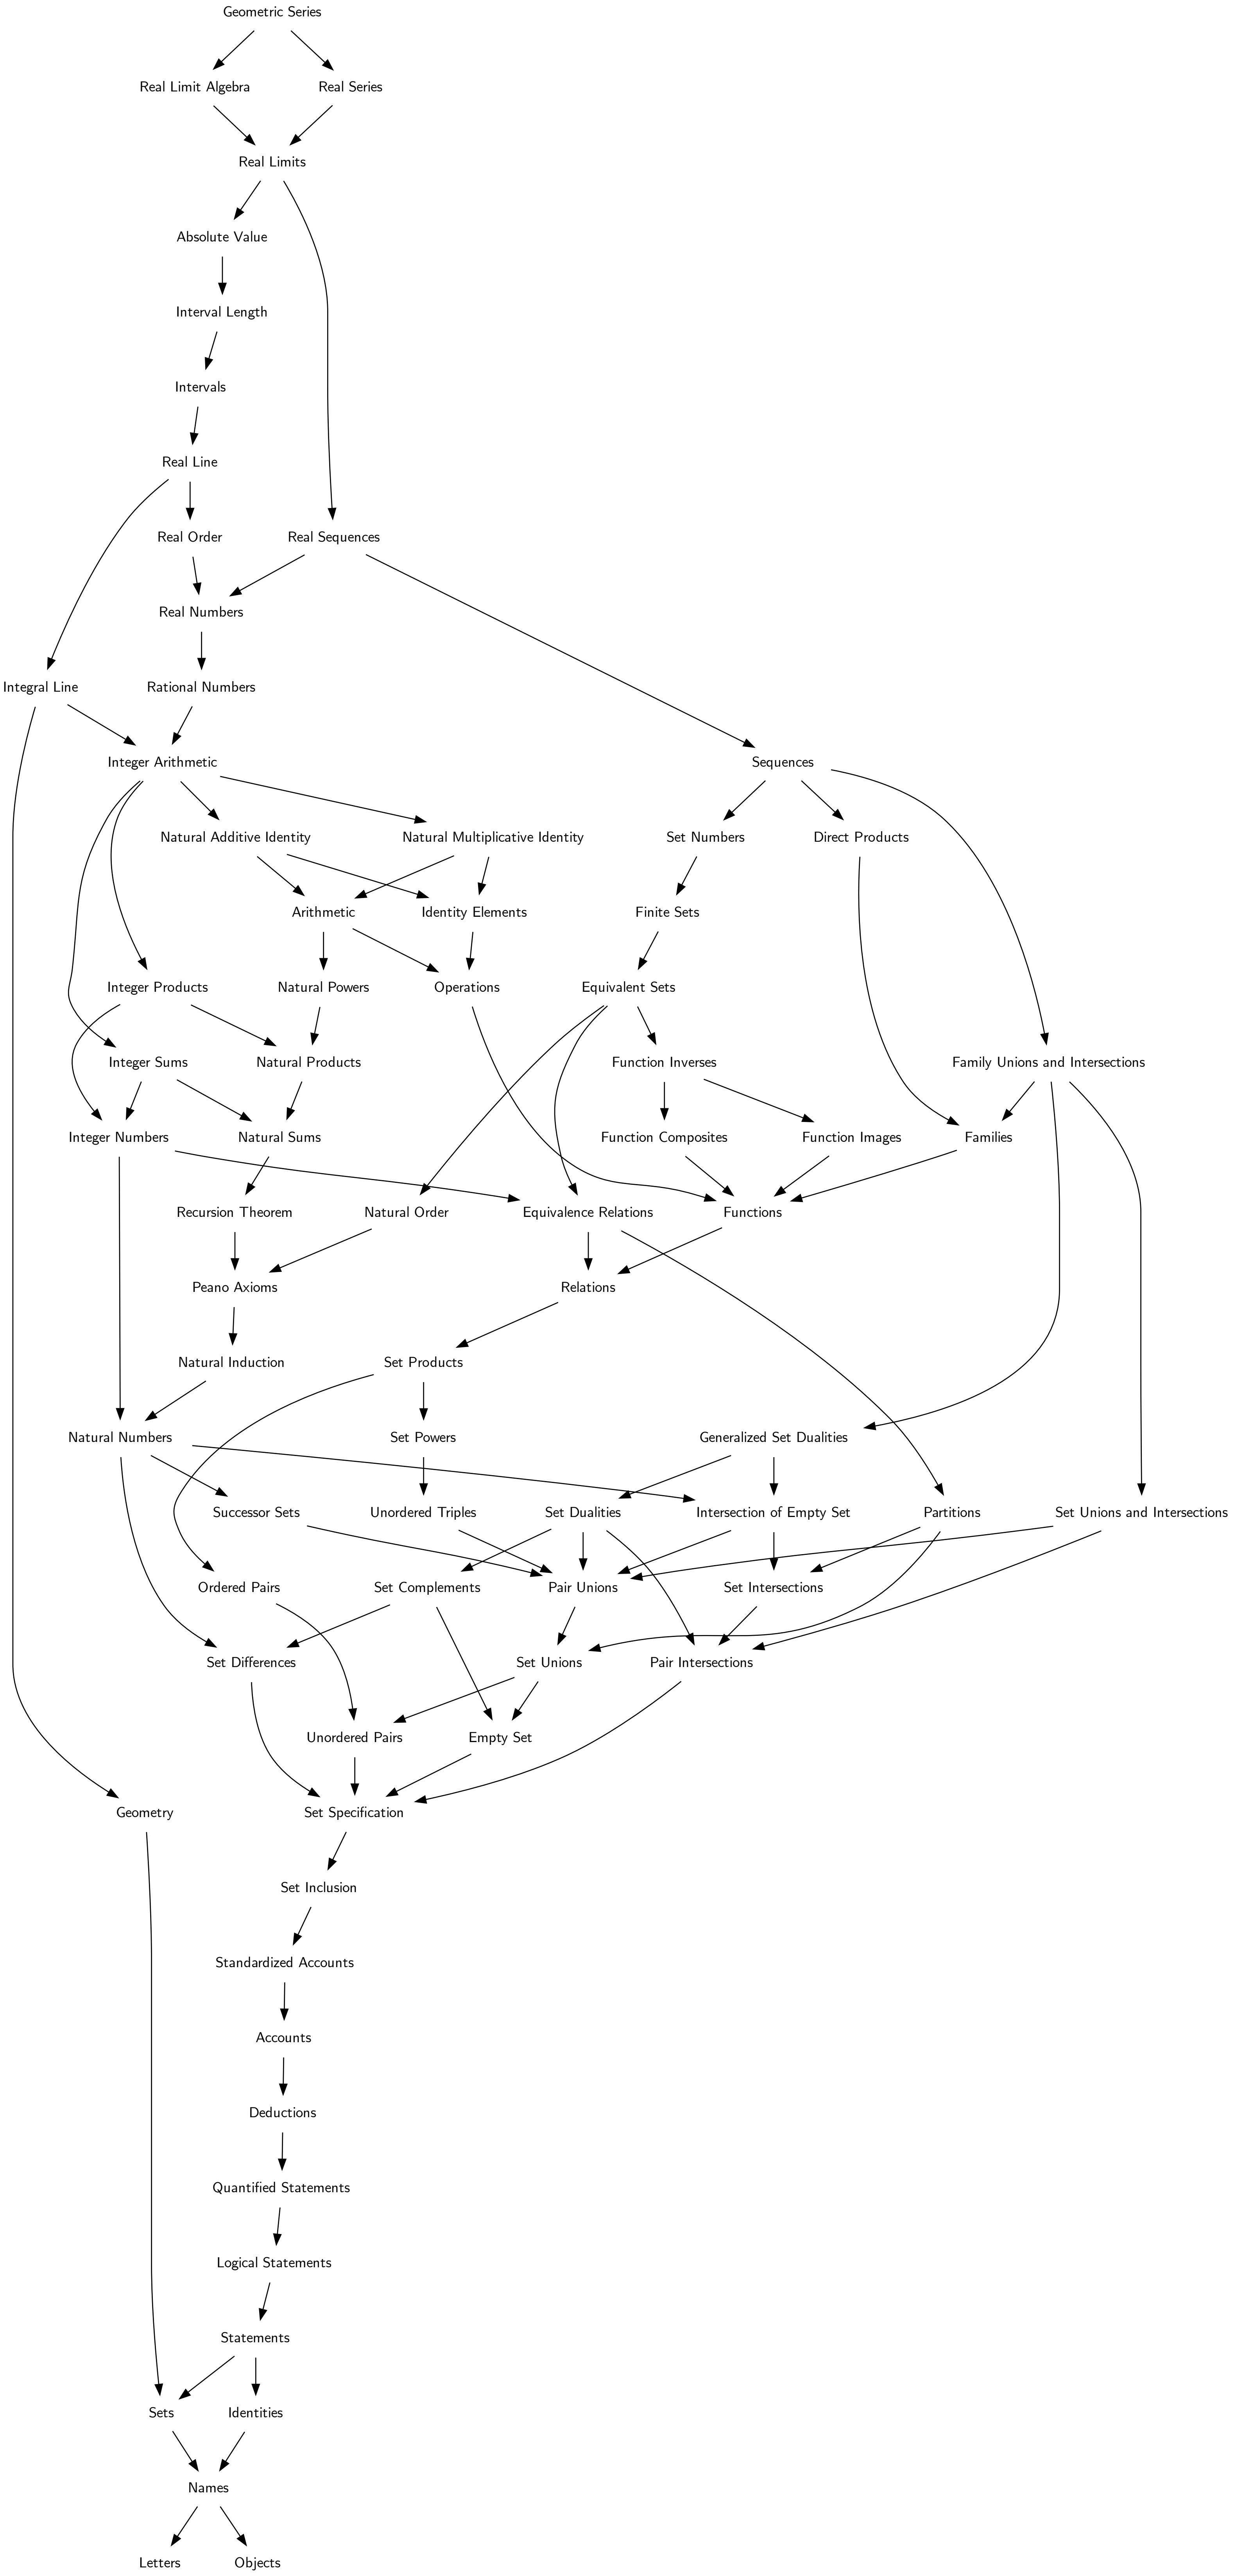 Geometric Series
Real Limit Algebra
Real Series
Real Limits
Absolute Value
Interval Length
Intervals
Real Line
Real Order
Real Sequences
Real Numbers
Integral Line
Rational Numbers
Integer Arithmetic
Sequences
Natural Additive Identity
Natural Multiplicative Identity
Set Numbers
Direct Products
Arithmetic
Identity Elements
Finite Sets
Integer Products
Natural Powers
Operations
Equivalent Sets
Integer Sums
Natural Products
Function Inverses
Family Unions and Intersections
Integer Numbers
Natural Sums
Function Composites
Function Images
Families
Recursion Theorem
Natural Order
Equivalence Relations
Functions
Peano Axioms
Relations
Natural Induction
Set Products
Natural Numbers
Set Powers
Generalized Set Dualities
Successor Sets
Unordered Triples
Set Dualities
Intersection of Empty Set
Partitions
Set Unions and Intersections
Ordered Pairs
Set Complements
Pair Unions
Set Intersections
Set Differences
Set Unions
Pair Intersections
Unordered Pairs
Empty Set
Geometry
Set Specification
Set Inclusion
Standardized Accounts
Accounts
Deductions
Quantified Statements
Logical Statements
Statements
Sets
Identities
Names
Letters
Objects